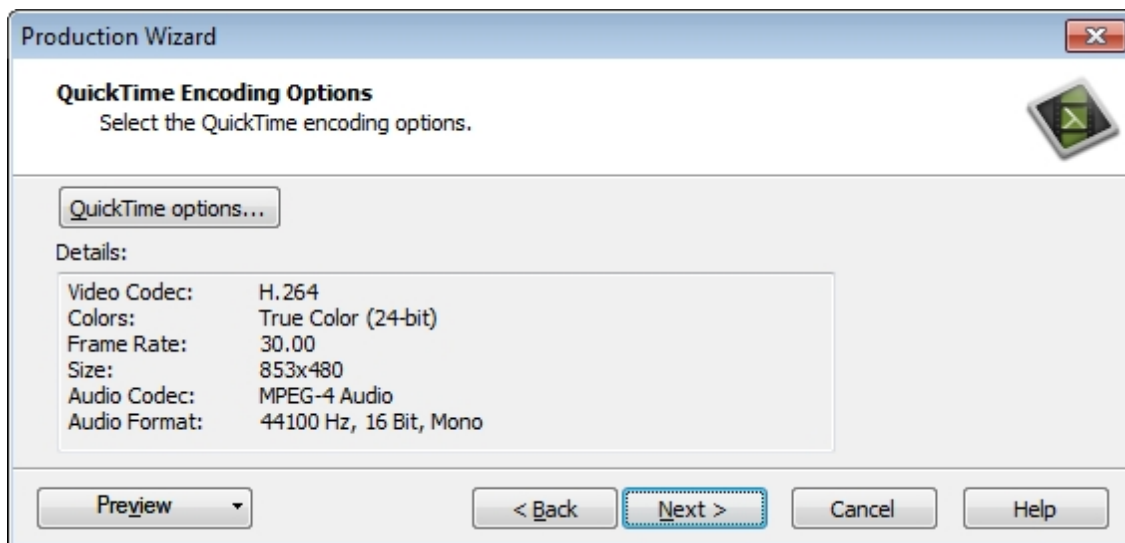 Production Wizard
QuickTime Encoding Options
Select the QuickTime encoding options.
QuickTime options...
Details:
Video Codec: H.264
Colors: True Color (24-bit)
Frame Rate: 30.00
Size: 853x480
Audio Codec: MPEG-4 Audio
Audio Format: 44100 Hz, 16 Bit, Mono
Preview < Back Next > Cancel Help